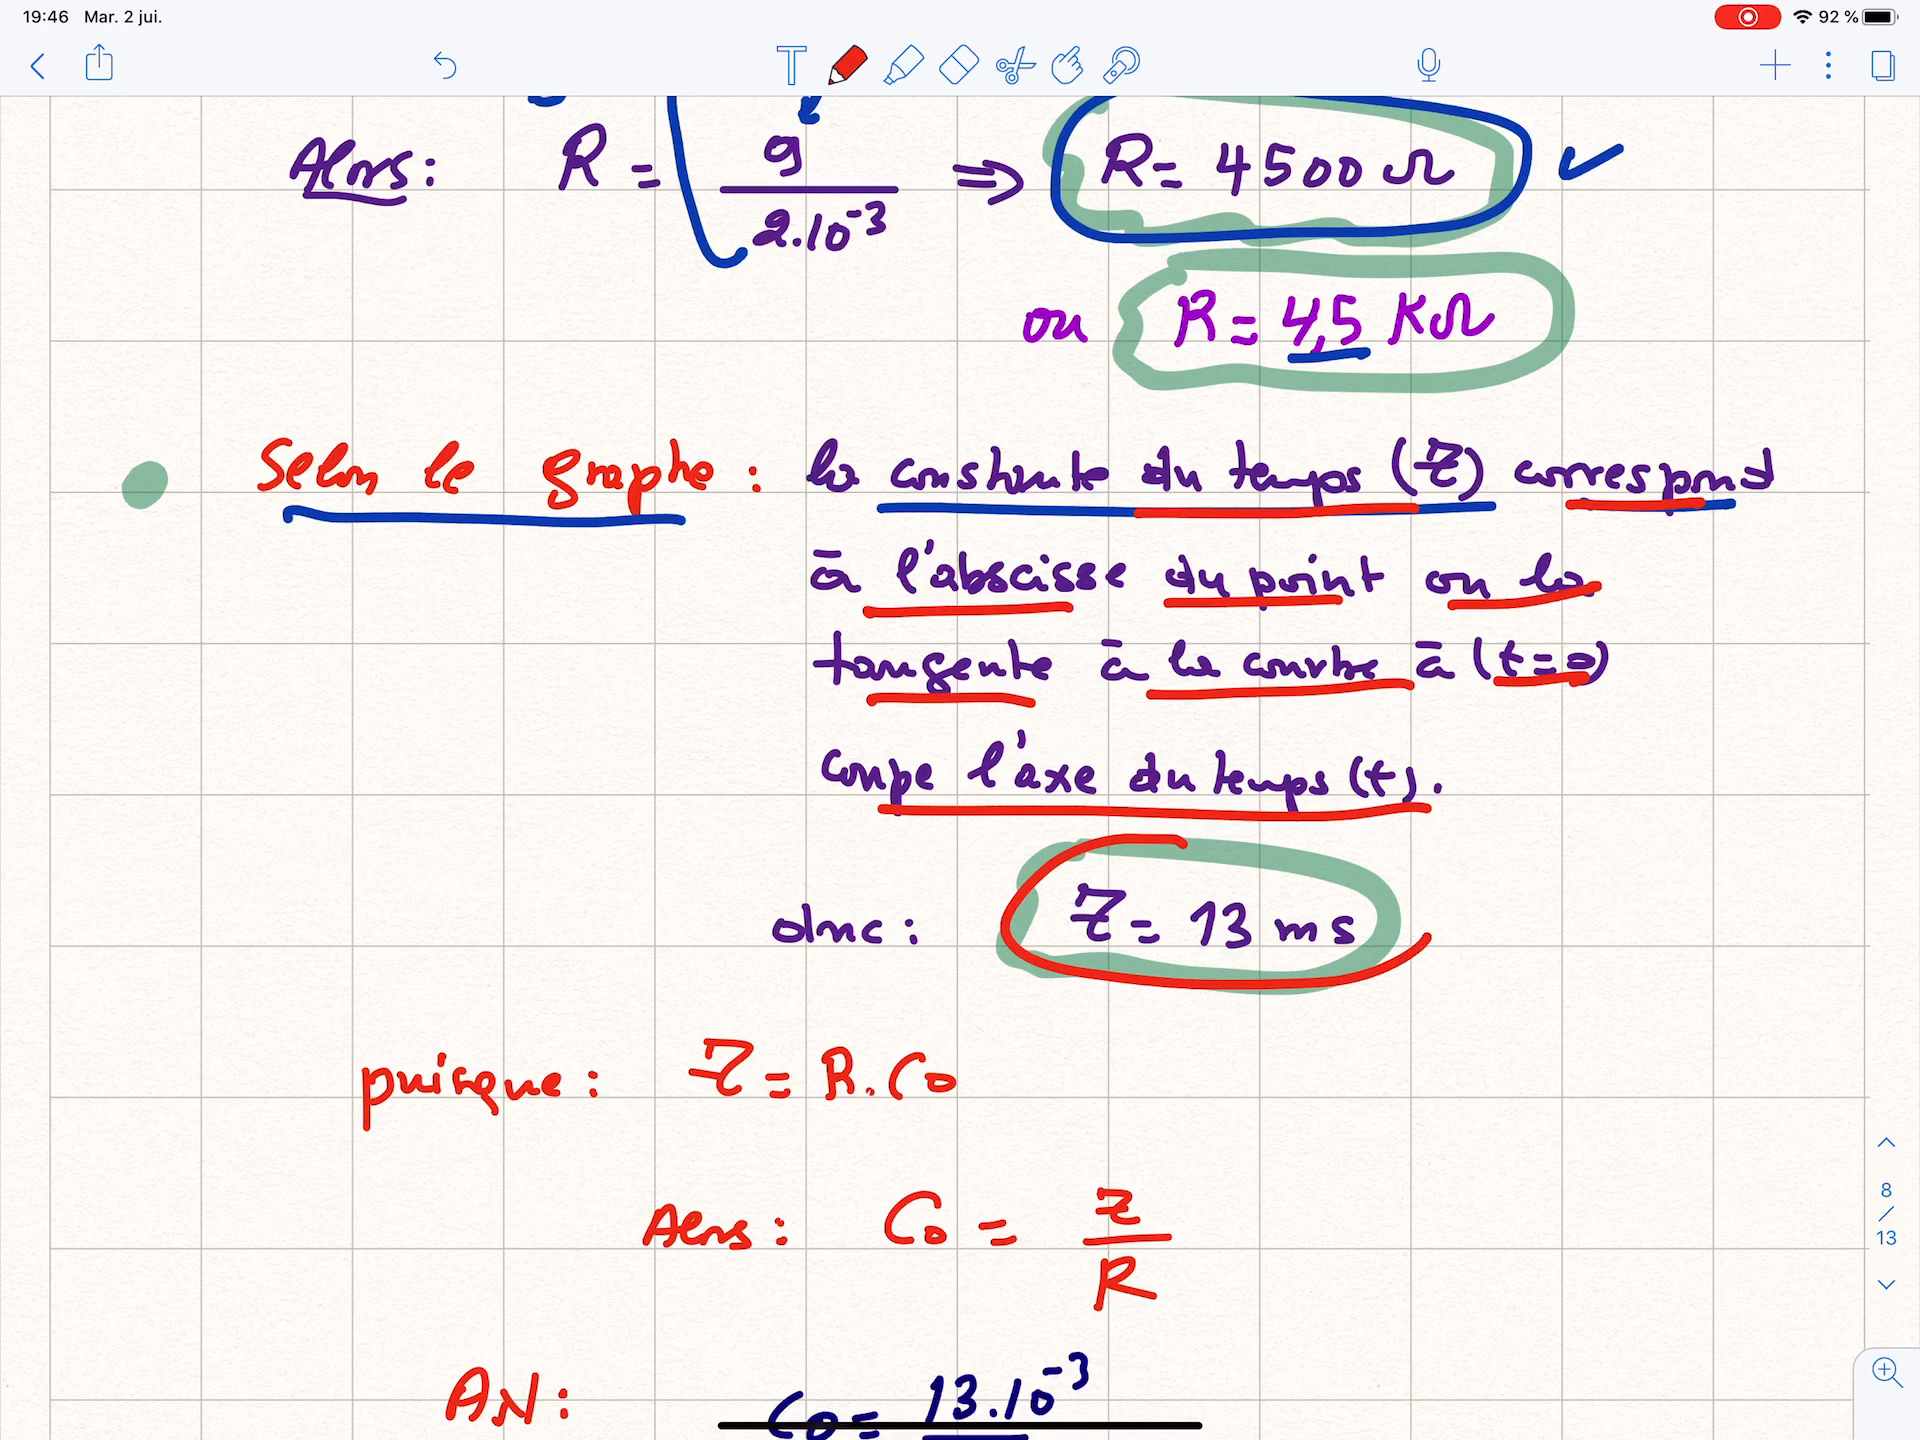 19:46 Mar. 2 jui. 92 %
Alors : R = 9 / 2.10⁻³ ⇒ R = 4500 Ω ✓
ou R = 4,5 KΩ
Selon le graphe : la constante du temps (τ) correspond
à l'abscisse du point ou la
tangente à la courbe à (t=0)
coupe l'axe du temps (t).
donc : τ = 13 ms
puisque : τ = R.C₀
Alors : C₀ = τ / R
8 / 13
AN : C₀ = 13.10⁻³